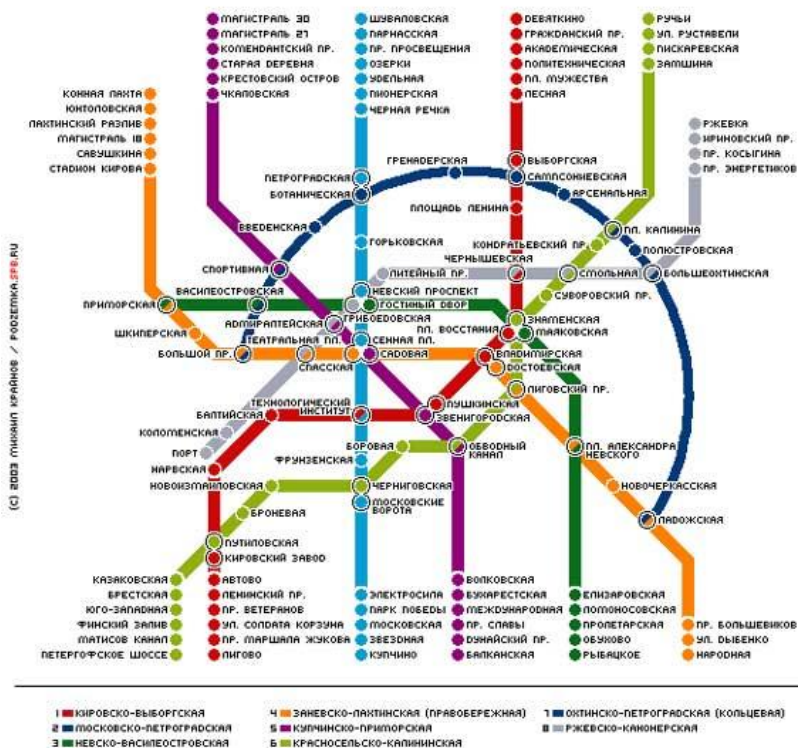 МАГИСТРАЛЬ 30
МАГИСТРАЛЬ 27
КОМЕНДАНТСКИЙ ПР.
СТАРАЯ ДЕРЕВНЯ
КРЕСТОВСКИЙ ОСТРОВ
ЧКАЛОВСКАЯ
ШУВАЛОВСКАЯ
ПАРНАССКАЯ
ПР. ПРОСВЕЩЕНИЯ
ОЗЕРКИ
УДЕЛЬНАЯ
ПИОНЕРСКАЯ
ЧЕРНАЯ РЕЧКА
ДЕВЯТКИНО
ГРАЖДАНСКИЙ ПР.
АКАДЕМИЧЕСКАЯ
ПОЛИТЕХНИЧЕСКАЯ
ПЛ. МУЖЕСТВА
ЛЕСНАЯ
РУЧЬИ
УЛ. РУСТАВЕЛИ
ПИСКАРЕВСКАЯ
ЗАМШИНА
КОННАЯ ЛАХТА
ЮНТОЛОВСКАЯ
ЛАХТИНСКИЙ РАЗЛИВ
МАГИСТРАЛЬ 18
САВУШКИНА
СТАДИОН КИРОВА
РЖЕВКА
ИРИНОВСКИЙ ПР.
ПР. КОСЫГИНА
ПР. ЭНЕРГЕТИКОВ
ГРЕНАДЕРСКАЯ
ВЫБОРГСКАЯ
ПЕТРОГРАДСКАЯ
САМПСОНИЕВСКАЯ
БОТАНИЧЕСКАЯ
АРСЕНАЛЬНАЯ
ПЛОЩАДЬ ЛЕНИНА
ВВЕДЕНСКАЯ
ПЛ. КАЛИНИНА
ГОРЬКОВСКАЯ
КОНДРАТЬЕВСКИЙ ПР.
ПОЛЮСТРОВСКАЯ
ЧЕРНЫШЕВСКАЯ
СПОРТИВНАЯ
ЛИТЕЙНЫЙ ПР.
СМОЛЬНАЯ
БОЛЬШЕОХТИНСКАЯ
ВАСИЛЕОСТРОВСКАЯ
НЕВСКИЙ ПРОСПЕКТ
СУВОРОВСКИЙ ПР.
ПРИМОРСКАЯ
ГОСТИНЫЙ ДВОР
ГРИБОЕДОВСКАЯ
ЗНАМЕНСКАЯ
АДМИРАЛТЕЙСКАЯ
ПЛ. ВОССТАНИЯ
МАЯКОВСКАЯ
ШКИПЕРСКАЯ
ТЕАТРАЛЬНАЯ ПЛ.
СЕННАЯ ПЛ.
БОЛЬШОЙ ПР.
САДОВАЯ
ВЛАДИМИРСКАЯ
СПАССКАЯ
ДОСТОЕВСКАЯ
ЛИГОВСКИЙ ПР.
ТЕХНОЛОГИЧЕСКИЙ
ИНСТИТУТ
ПУШКИНСКАЯ
БАЛТИЙСКАЯ
ЗВЕНИГОРОДСКАЯ
КОЛОМЕНСКАЯ
БОРОВАЯ
ОБВОДНЫЙ
КАНАЛ
ПЛ. АЛЕКСАНДРА
НЕВСКОГО
ПОРТ
ФРУНЗЕНСКАЯ
НАРВСКАЯ
НОВОИЗМАЙЛОВСКАЯ
ЧЕРНИГОВСКАЯ
НОВОЧЕРКАССКАЯ
МОСКОВСКИЕ
ВОРОТА
БРОНЕВАЯ
ЛАДОЖСКАЯ
ПУТИЛОВСКАЯ
КИРОВСКИЙ ЗАВОД
КАЗАКОВСКАЯ
БРЕСТСКАЯ
ЮГО-ЗАПАДНАЯ
ФИНСКИЙ ЗАЛИВ
МАТИСОВ КАНАЛ
ПЕТЕРГОФСКОЕ ШОССЕ
АВТОВО
ЛЕНИНСКИЙ ПР.
ПР. ВЕТЕРАНОВ
УЛ. СОЛДАТА КОРЗУНА
ПР. МАРШАЛА ЖУКОВА
ЛИГОВО
ЭЛЕКТРОСИЛА
ПАРК ПОБЕДЫ
МОСКОВСКАЯ
ЗВЕЗДНАЯ
КУПЧИНО
ВОЛКОВСКАЯ
БУХАРЕСТСКАЯ
МЕЖДУНАРОДНАЯ
ПР. СЛАВЫ
ДУНАЙСКИЙ ПР.
БАЛКАНСКАЯ
ЕЛИЗАРОВСКАЯ
ЛОМОНОСОВСКАЯ
ПРОЛЕТАРСКАЯ
ОБУХОВО
РЫБАЦКОЕ
ПР. БОЛЬШЕВИКОВ
УЛ. ДЫБЕНКО
НАРОДНАЯ
(C) 2003 МИХАИЛ КРАЙНОВ / PODZEMKA.SPB.RU
1 КИРОВСКО-ВЫБОРГСКАЯ
2 МОСКОВСКО-ПЕТРОГРАДСКАЯ
3 НЕВСКО-ВАСИЛЕОСТРОВСКАЯ
4 ЗАНЕВСКО-ЛАХТИНСКАЯ (ПРАВОБЕРЕЖНАЯ)
5 КУПЧИНСКО-ПРИМОРСКАЯ
6 КРАСНОСЕЛЬСКО-КАЛИНИНСКАЯ
7 ОХТИНСКО-ПЕТРОГРАДСКАЯ (КОЛЬЦЕВАЯ)
8 РЖЕВСКО-КАНОНЕРСКАЯ